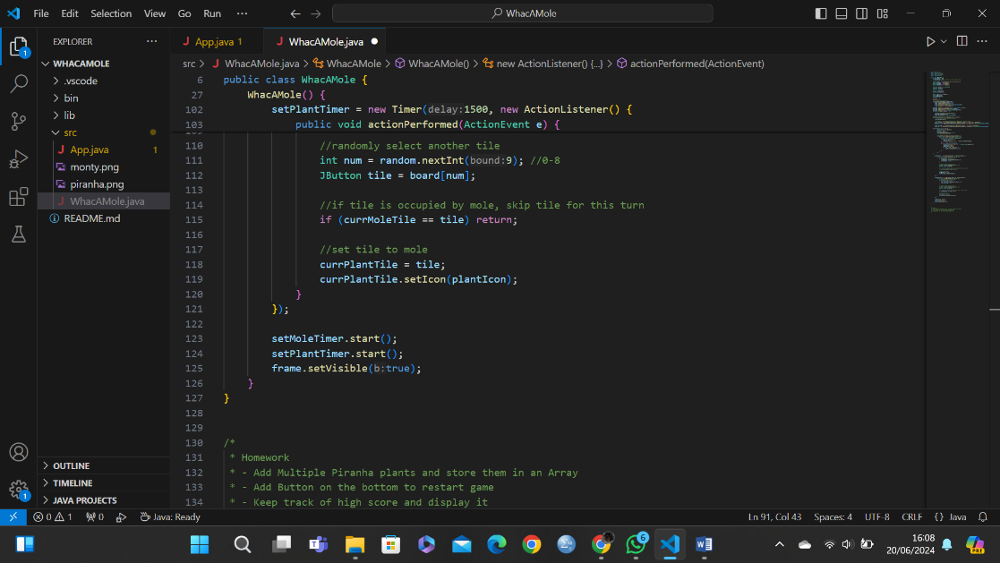 File Edit Selection View Go Run ··· WhacAMole
EXPLORER ···
App.java 1 WhacAMole.java
WHACAMOLE
.vscode
bin
lib
src
App.java 1
monty.png
piranha.png
WhacAMole.java
README.md
OUTLINE
TIMELINE
JAVA PROJECTS
src > WhacAMole.java > WhacAMole > WhacAMole() > new ActionListener() {...} > actionPerformed(ActionEvent)
6 public class WhacAMole {
27 WhacAMole() {
102 setPlantTimer = new Timer(delay:1500, new ActionListener() {
103 public void actionPerformed(ActionEvent e) {
110 //randomly select another tile
111 int num = random.nextInt(bound:9); //0-8
112 JButton tile = board[num];
113
114 //if tile is occupied by mole, skip tile for this turn
115 if (currMoleTile == tile) return;
116
117 //set tile to mole
118 currPlantTile = tile;
119 currPlantTile.setIcon(plantIcon);
120 }
121 });
122
123 setMoleTimer.start();
124 setPlantTimer.start();
125 frame.setVisible(b:true);
126 }
127 }
128
129
130 /*
131 * Homework
132 * - Add Multiple Piranha plants and store them in an Array
133 * - Add Button on the bottom to restart game
134 * - Keep track of high score and display it
1
1
0 1 0 Java: Ready Ln 91, Col 43 Spaces: 4 UTF-8 CRLF {} Java
6
16:08
20/06/2024
PRE